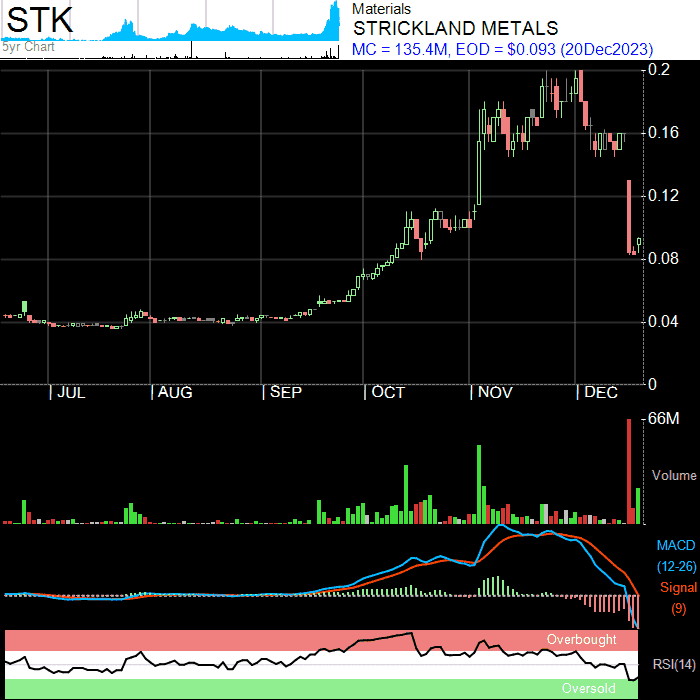 STK
5yr Chart
Materials
STRICKLAND METALS
MC = 135.4M, EOD = $0.093 (20Dec2023)
0.2
0.16
0.12
0.08
0.04
0
JUL AUG SEP OCT NOV DEC
66M
Volume
MACD
(12-26)
Signal
(9)
Overbought
RSI(14)
Oversold